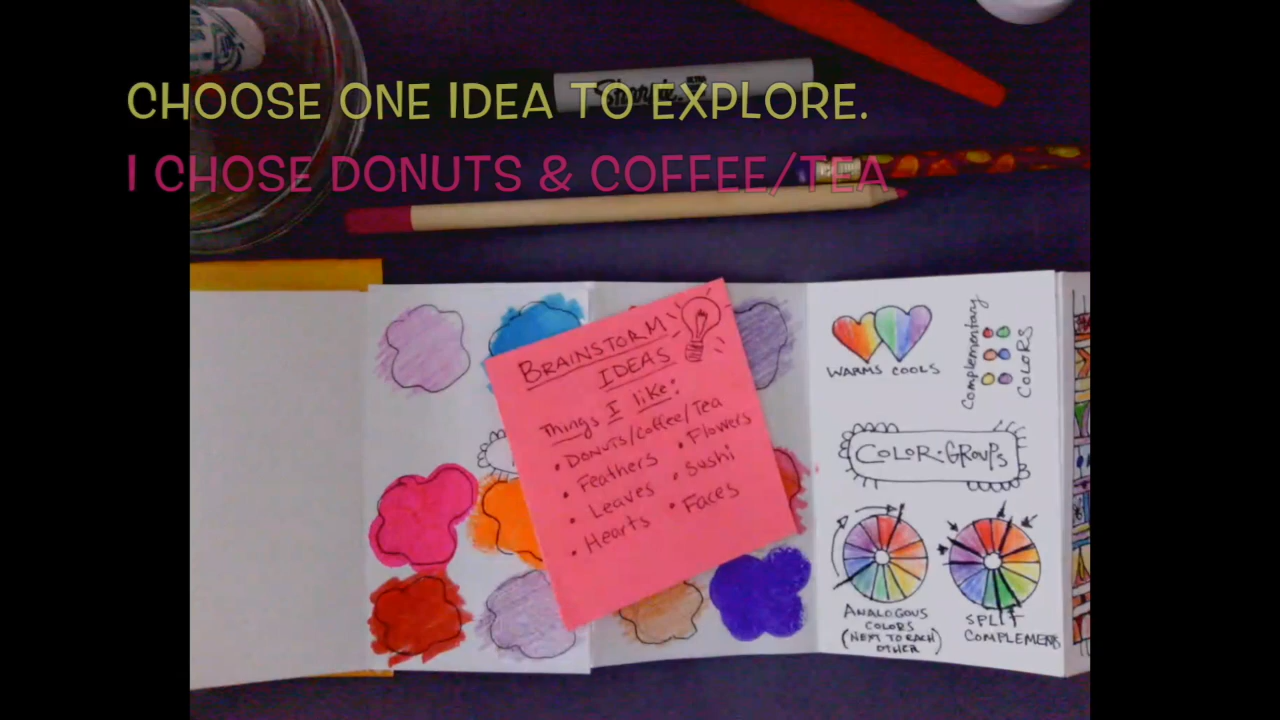 CHOOSE ONE IDEA TO EXPLORE.
I CHOSE DONUTS & COFFEE/TEA
Sharpie
BRAINSTORM
IDEAS
Things I like:
• DONUTS/Coffee/Tea
• Feathers
• Leaves
• Hearts
• Flowers
• Sushi
• Faces
WARMS COOLS
Complementary
COLORS
COLOR•GROUPS
ANALOGOUS
COLORS
(NEXT TO EACH
OTHER)
SPLIT
COMPLEMENTS